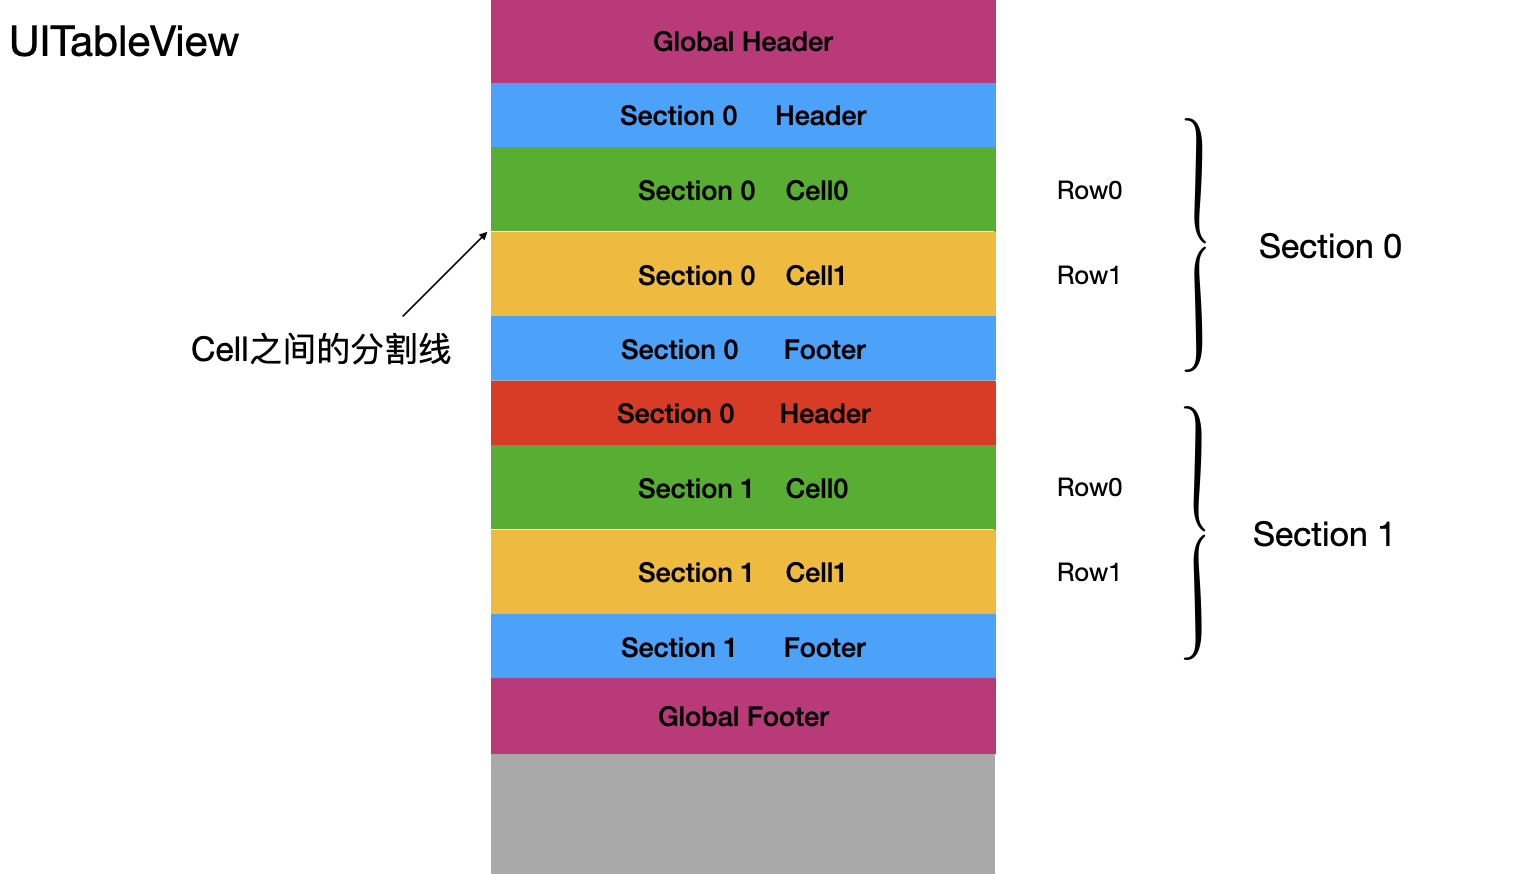 UITableView
Global Header
Section 0 Header
Section 0 Cell0
Row0
Section 0
Section 0 Cell1
Row1
Cell之间的分割线
Section 0 Footer
Section 0 Header
Section 1 Cell0
Row0
Section 1
Section 1 Cell1
Row1
Section 1 Footer
Global Footer